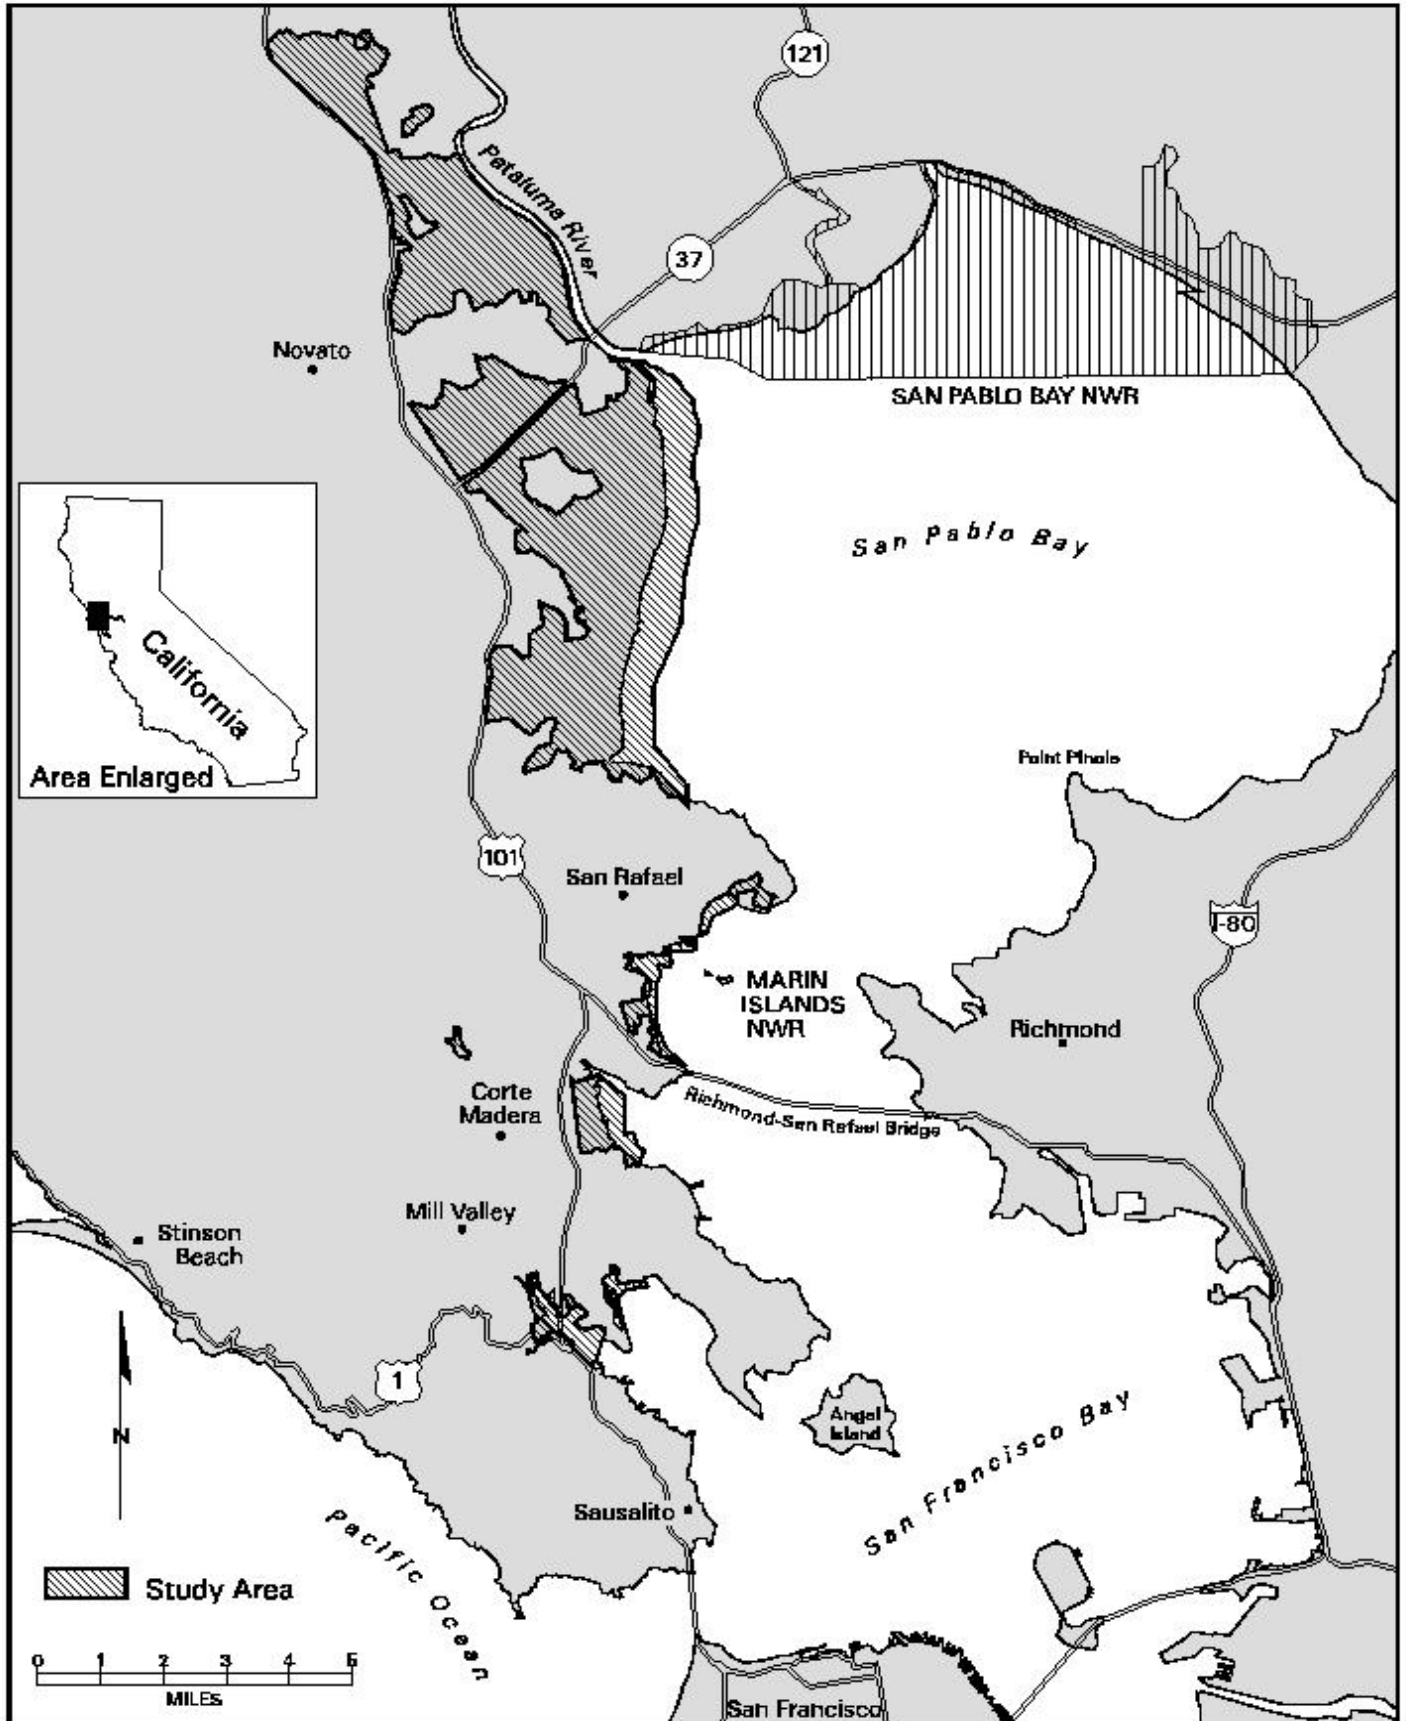 121
Petaluma River
37
Novato
SAN PABLO BAY NWR
San Pablo Bay
California
Area Enlarged
Point Pinole
101
San Rafael
I-80
MARIN
ISLANDS
NWR
Richmond
Corte
Madera
Richmond-San Rafael Bridge
Mill Valley
Stinson
Beach
1
Angel
Island
N
San Francisco Bay
Sausalito
Pacific Ocean
Study Area
0 1 2 3 4 5
MILES
San Francisco